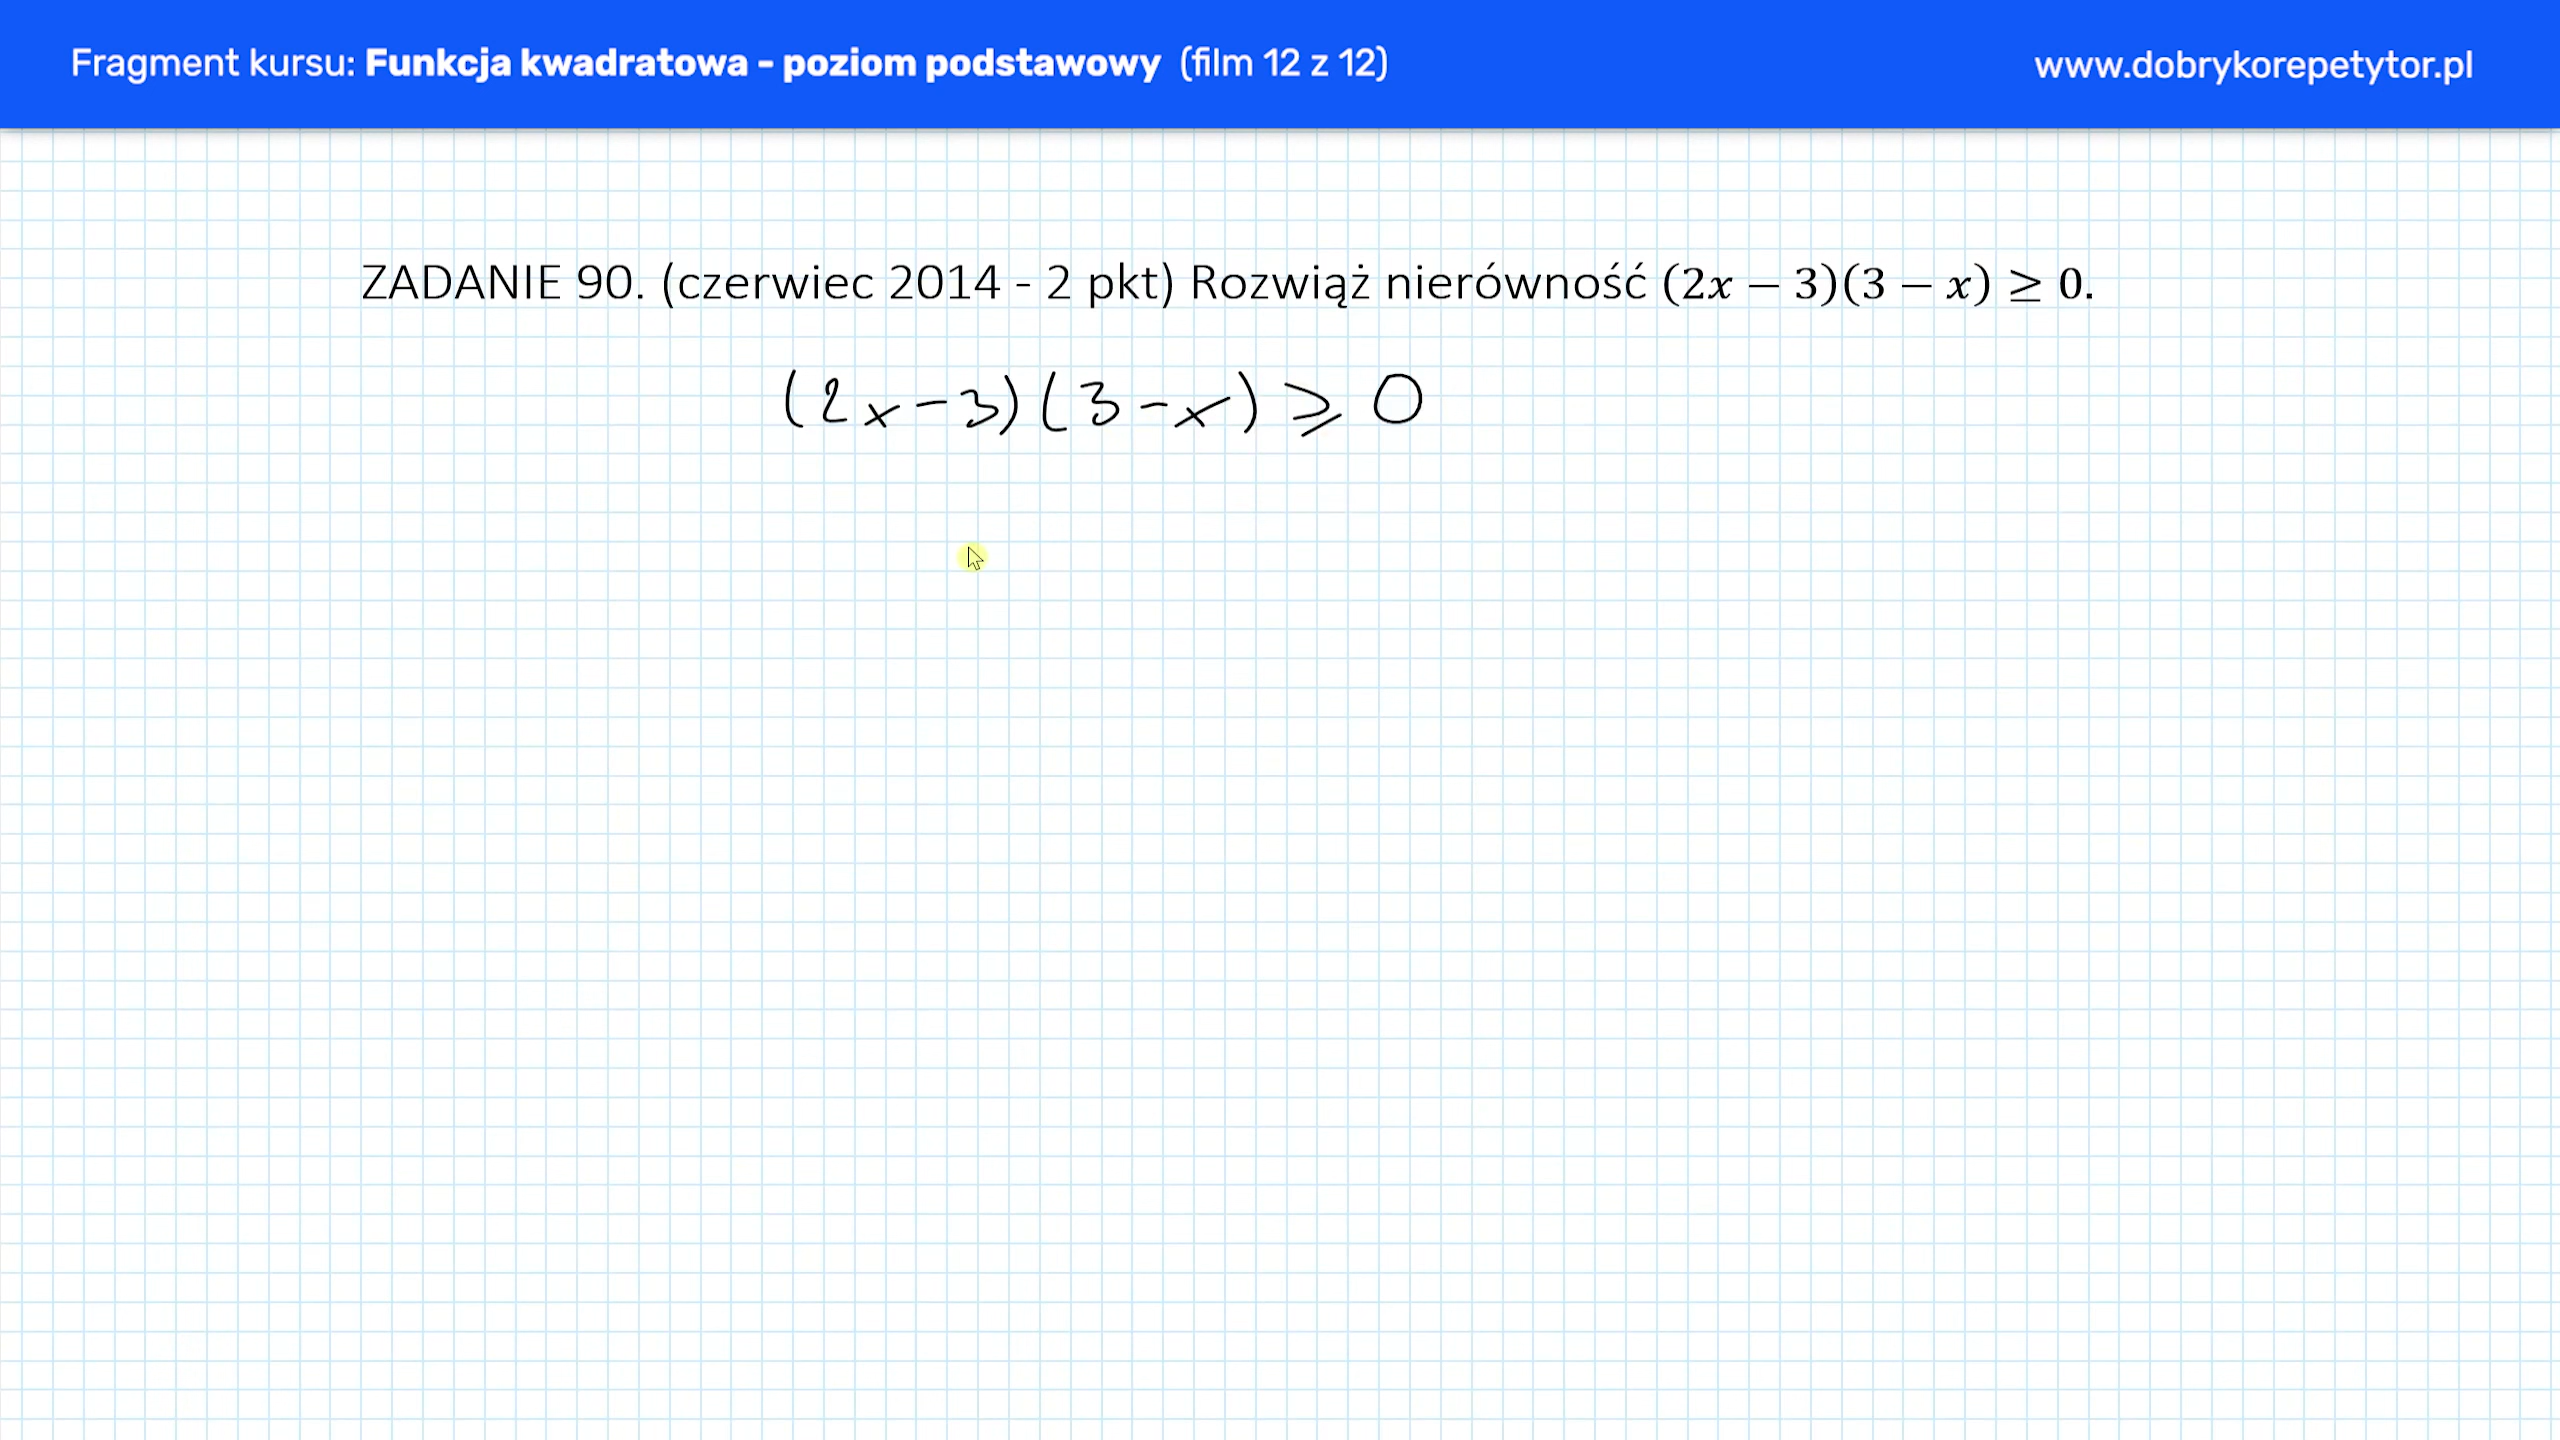 Fragment kursu: Funkcja kwadratowa - poziom podstawowy (film 12 z 12)
www.dobrykorepetytor.pl
ZADANIE 90. (czerwiec 2014 - 2 pkt) Rozwiąż nierówność (2x − 3)(3 − x) ≥ 0.
(2x-3)(3-x) ⩾ 0